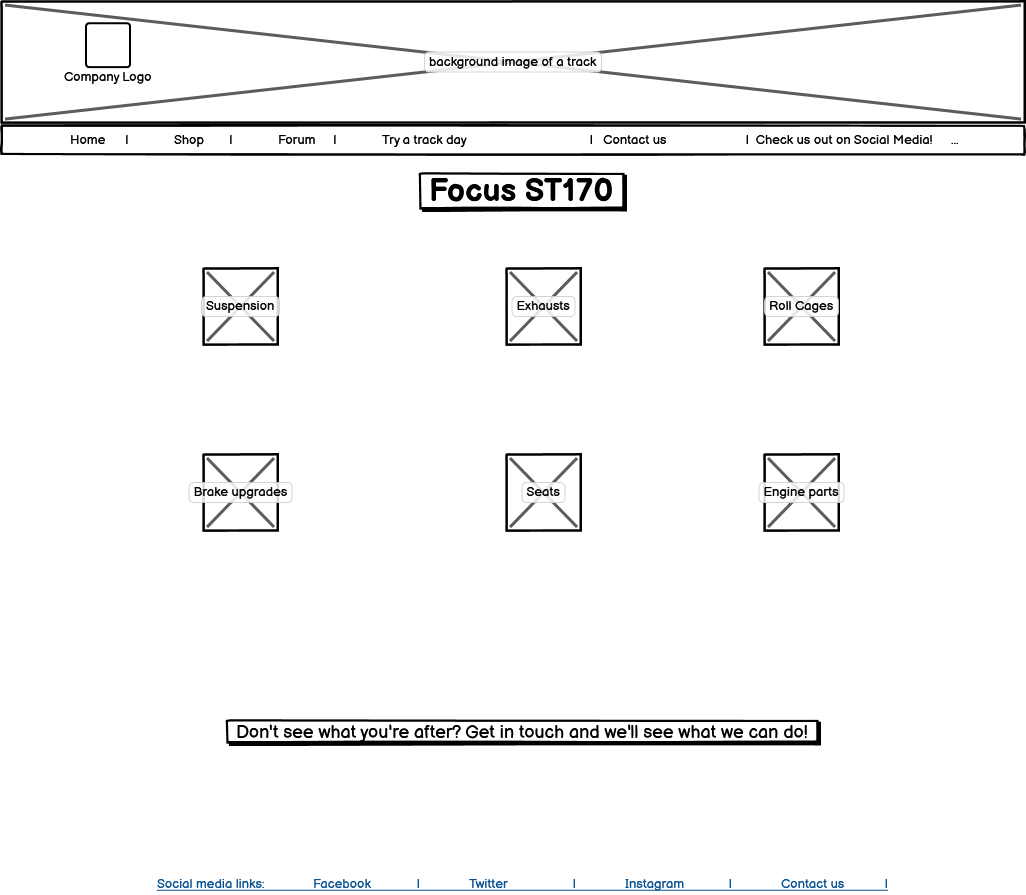 background image of a track
Company Logo
Home | Shop | Forum | Try a track day | Contact us | Check us out on Social Media! ...
Focus ST170
Suspension Exhausts Roll Cages
Brake upgrades Seats Engine parts
Don't see what you're after? Get in touch and we'll see what we can do!
Social media links: Facebook | Twitter | Instagram | Contact us |